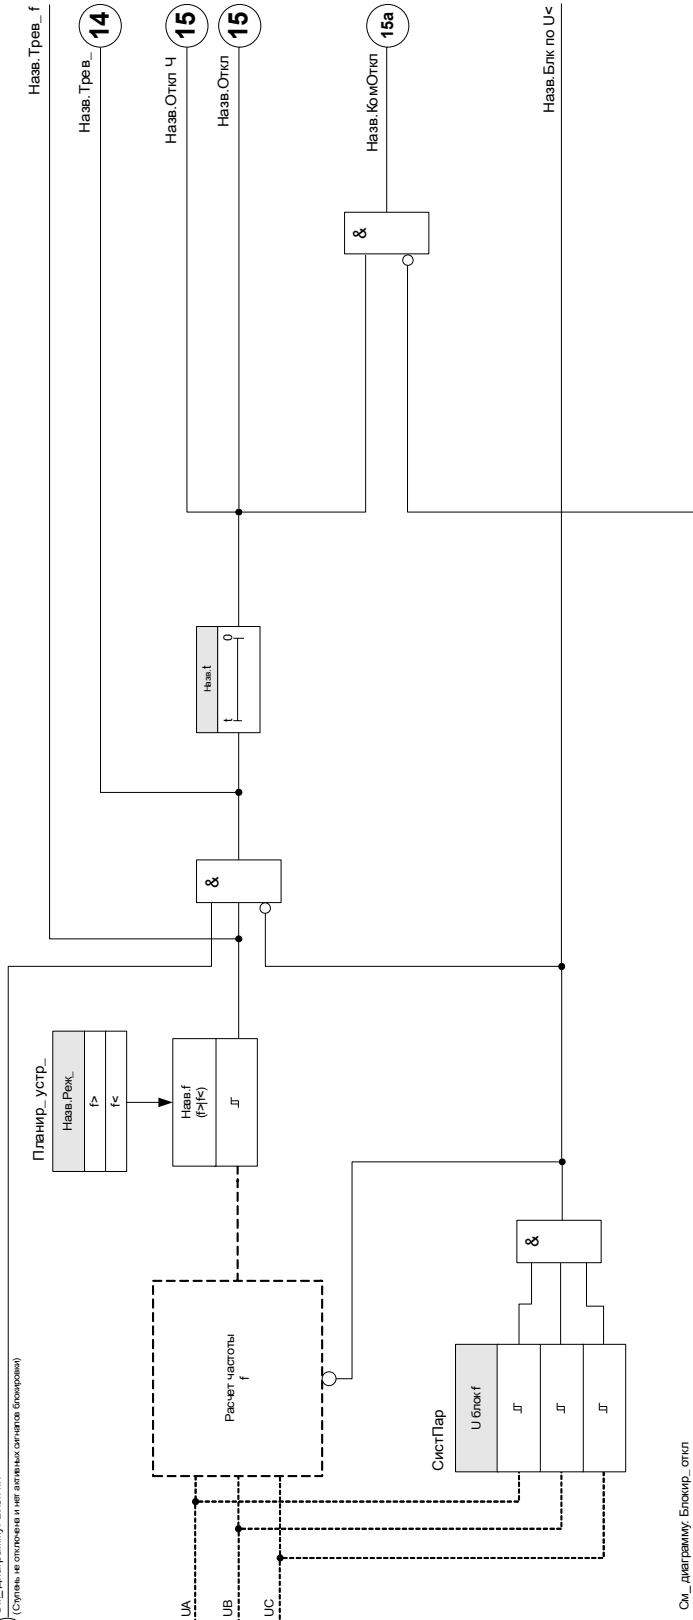 (Ступень не отключена и нет активных сигналов блокировки)
UA
UB
UC
Расчет частоты
f
СистПар
U блок f
&
Планир_ устр_
Назв.Реж_
f>
f<
Назв.f
(f>|f<)
&
Назв.t
t
0
&
Назв.Трев_ f
Назв.Трев_
14
Назв.Откл Ч
15
Назв.Откл
15
Назв.КомОткл
15a
Назв.Блк по U<
См_ диаграмму: Блокир_ откл